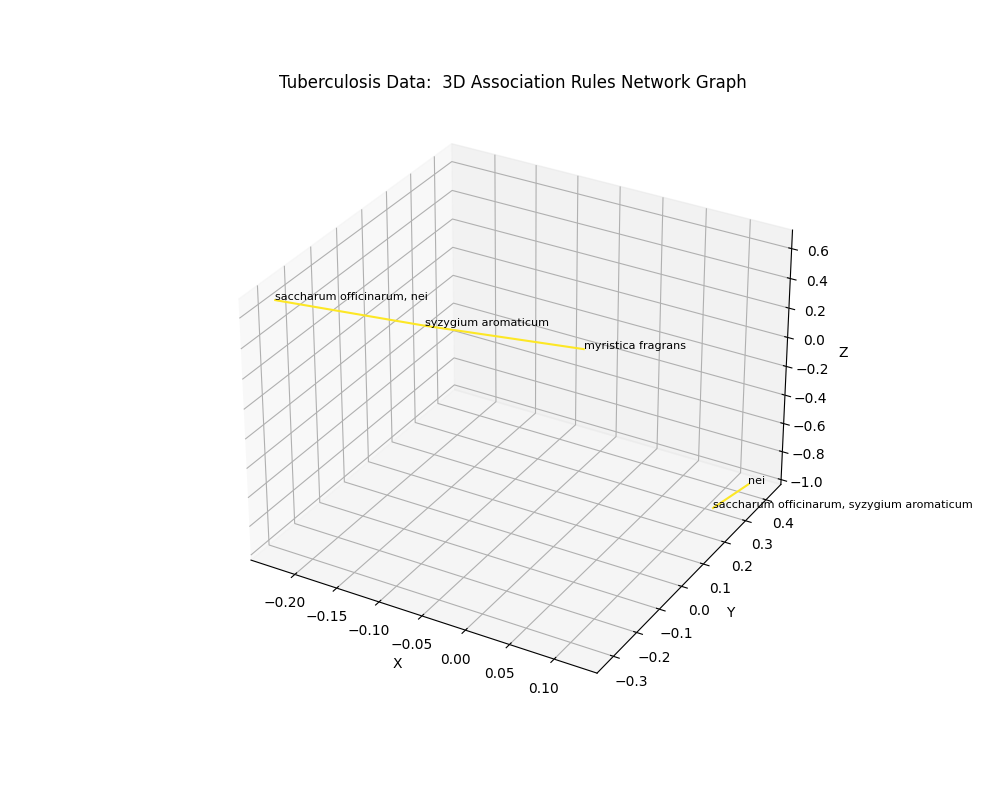 Tuberculosis Data:  3D Association Rules Network Graph
saccharum officinarum, nei
syzygium aromaticum
myristica fragrans
nei
saccharum officinarum, syzygium aromaticum
0.6
0.4
0.2
0.0
−0.2
−0.4
−0.6
−0.8
−1.0
Z
0.4
0.3
0.2
0.1
0.0
−0.1
−0.2
−0.3
Y
−0.20
−0.15
−0.10
−0.05
0.00
0.05
0.10
X